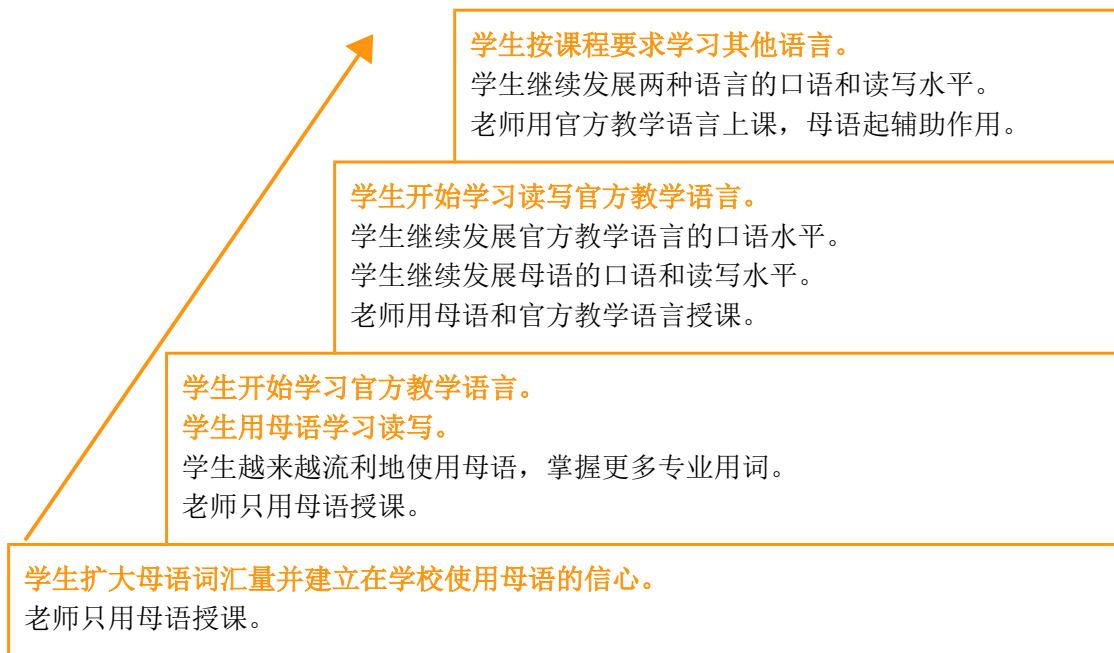 学生按课程要求学习其他语言。
学生继续发展两种语言的口语和读写水平。
老师用官方教学语言上课，母语起辅助作用。
学生开始学习读写官方教学语言。
学生继续发展官方教学语言的口语水平。
学生继续发展母语的口语和读写水平。
老师用母语和官方教学语言授课。
学生开始学习官方教学语言。
学生用母语学习读写。
学生越来越流利地使用母语，掌握更多专业用词。
老师只用母语授课。
学生扩大母语词汇量并建立在学校使用母语的信心。
老师只用母语授课。